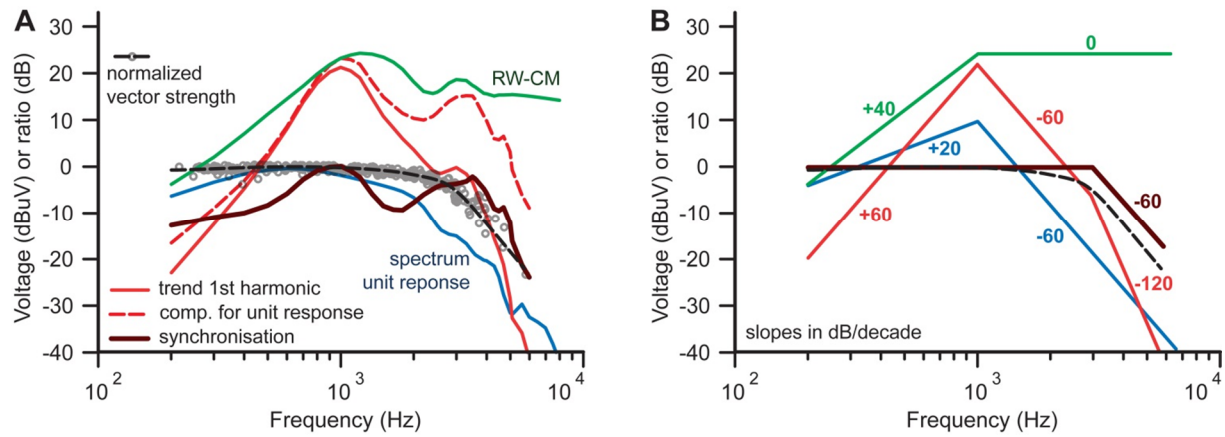 A
Voltage (dBuV) or ratio (dB)
30
20
10
0
-10
-20
-30
-40
normalized
vector strength
RW-CM
spectrum
unit reponse
trend 1st harmonic
comp. for unit response
synchronisation
10 2
10 3
10 4
Frequency (Hz)
B
Voltage (dBuV) or ratio (dB)
30
20
10
0
-10
-20
-30
-40
0
+40
-60
+20
-60
+60
-60
-120
slopes in dB/decade
10 2
10 3
10 4
Frequency (Hz)